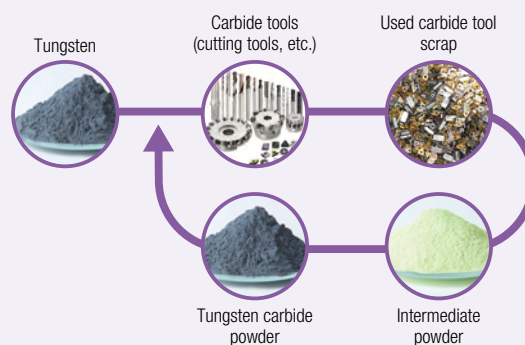 Tungsten
Carbide tools
(cutting tools, etc.)
Used carbide tool
scrap
Tungsten carbide
powder
Intermediate
powder